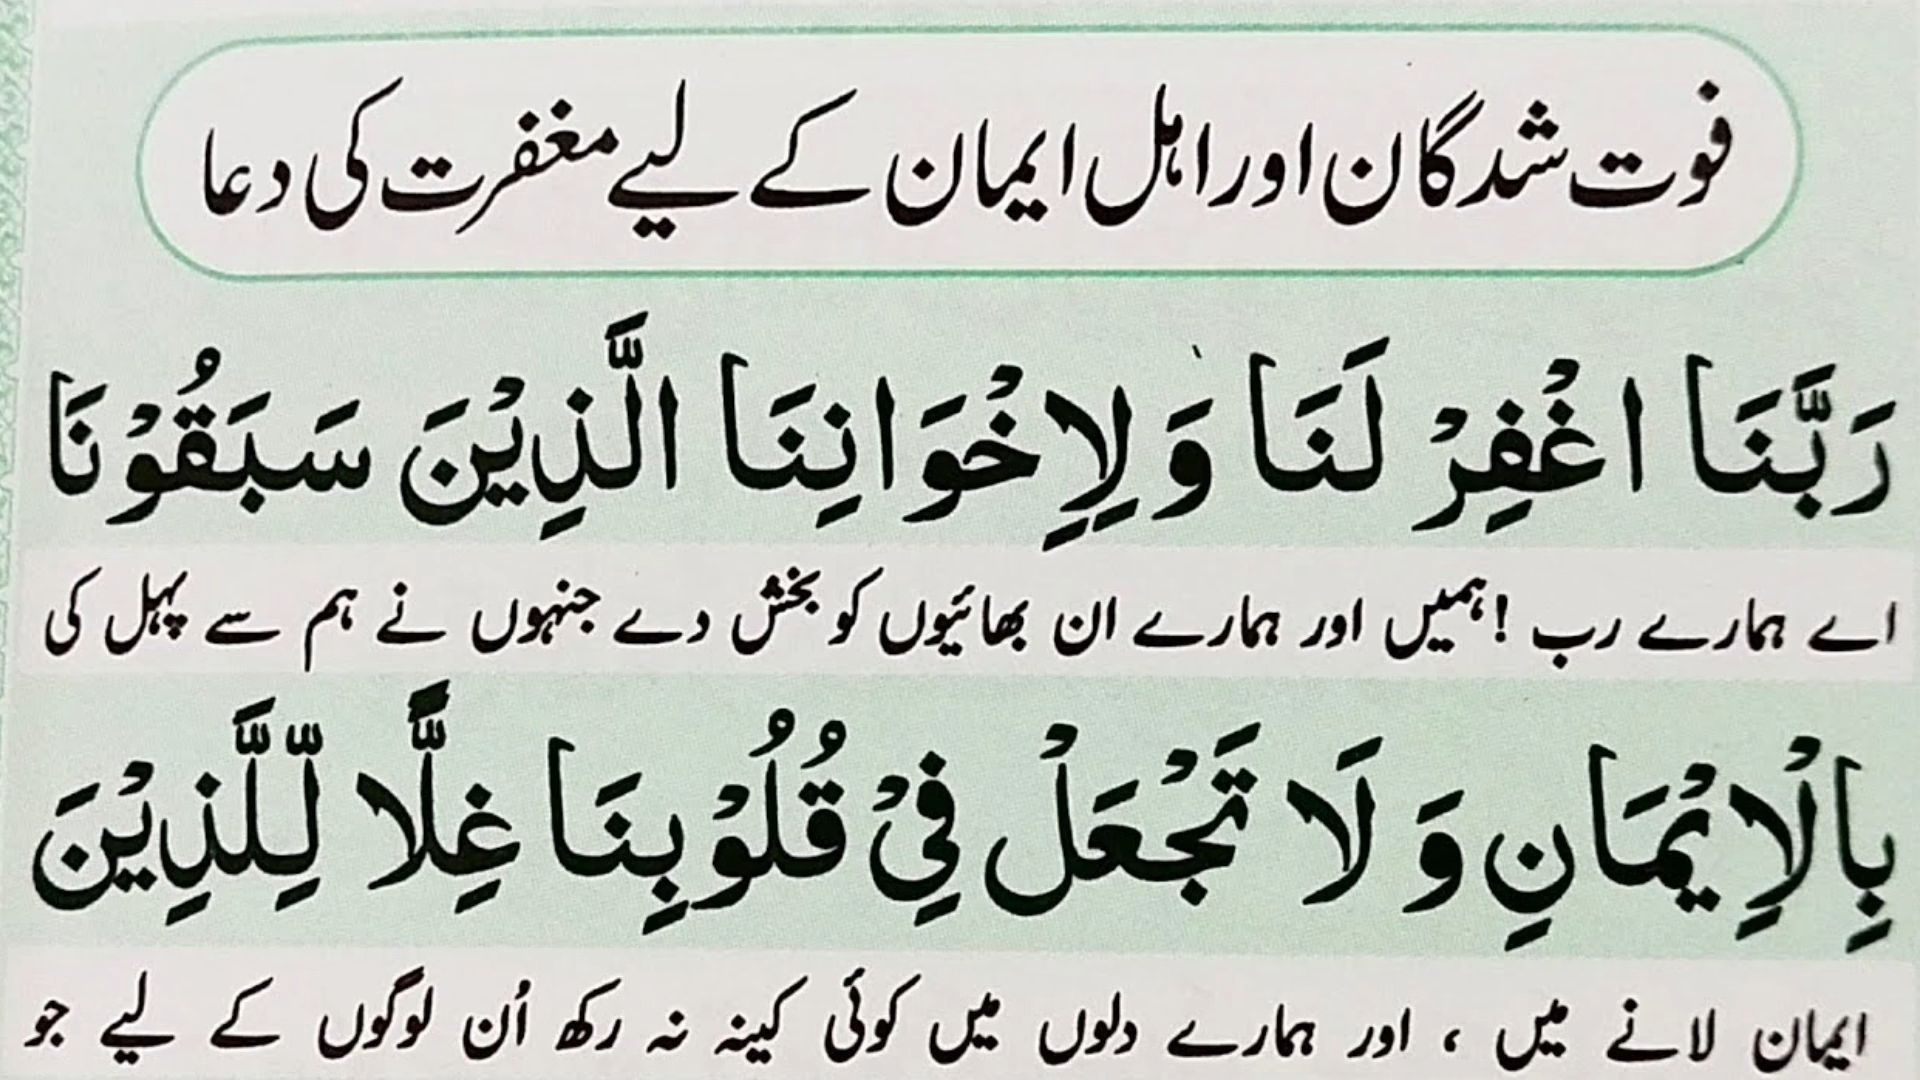 فوت شدگان اور اہل ایمان کے لیے مغفرت کی دعا
رَبَّنَا اغْفِرْ لَنَا وَ لِاِخْوَانِنَا الَّذِيْنَ سَبَقُوْنَا
اے ہمارے رب !ہمیں اور ہمارے ان بھائیوں کو بخش دے جنہوں نے ہم سے پہل کی
بِالْاِيْمَانِ وَ لَا تَجْعَلْ فِيْ قُلُوْبِنَا غِلًّا لِّلَّذِيْنَ
ایمان لانے میں ، اور ہمارے دلوں میں کوئی کینہ نہ رکھ اُن لوگوں کے لیے جو